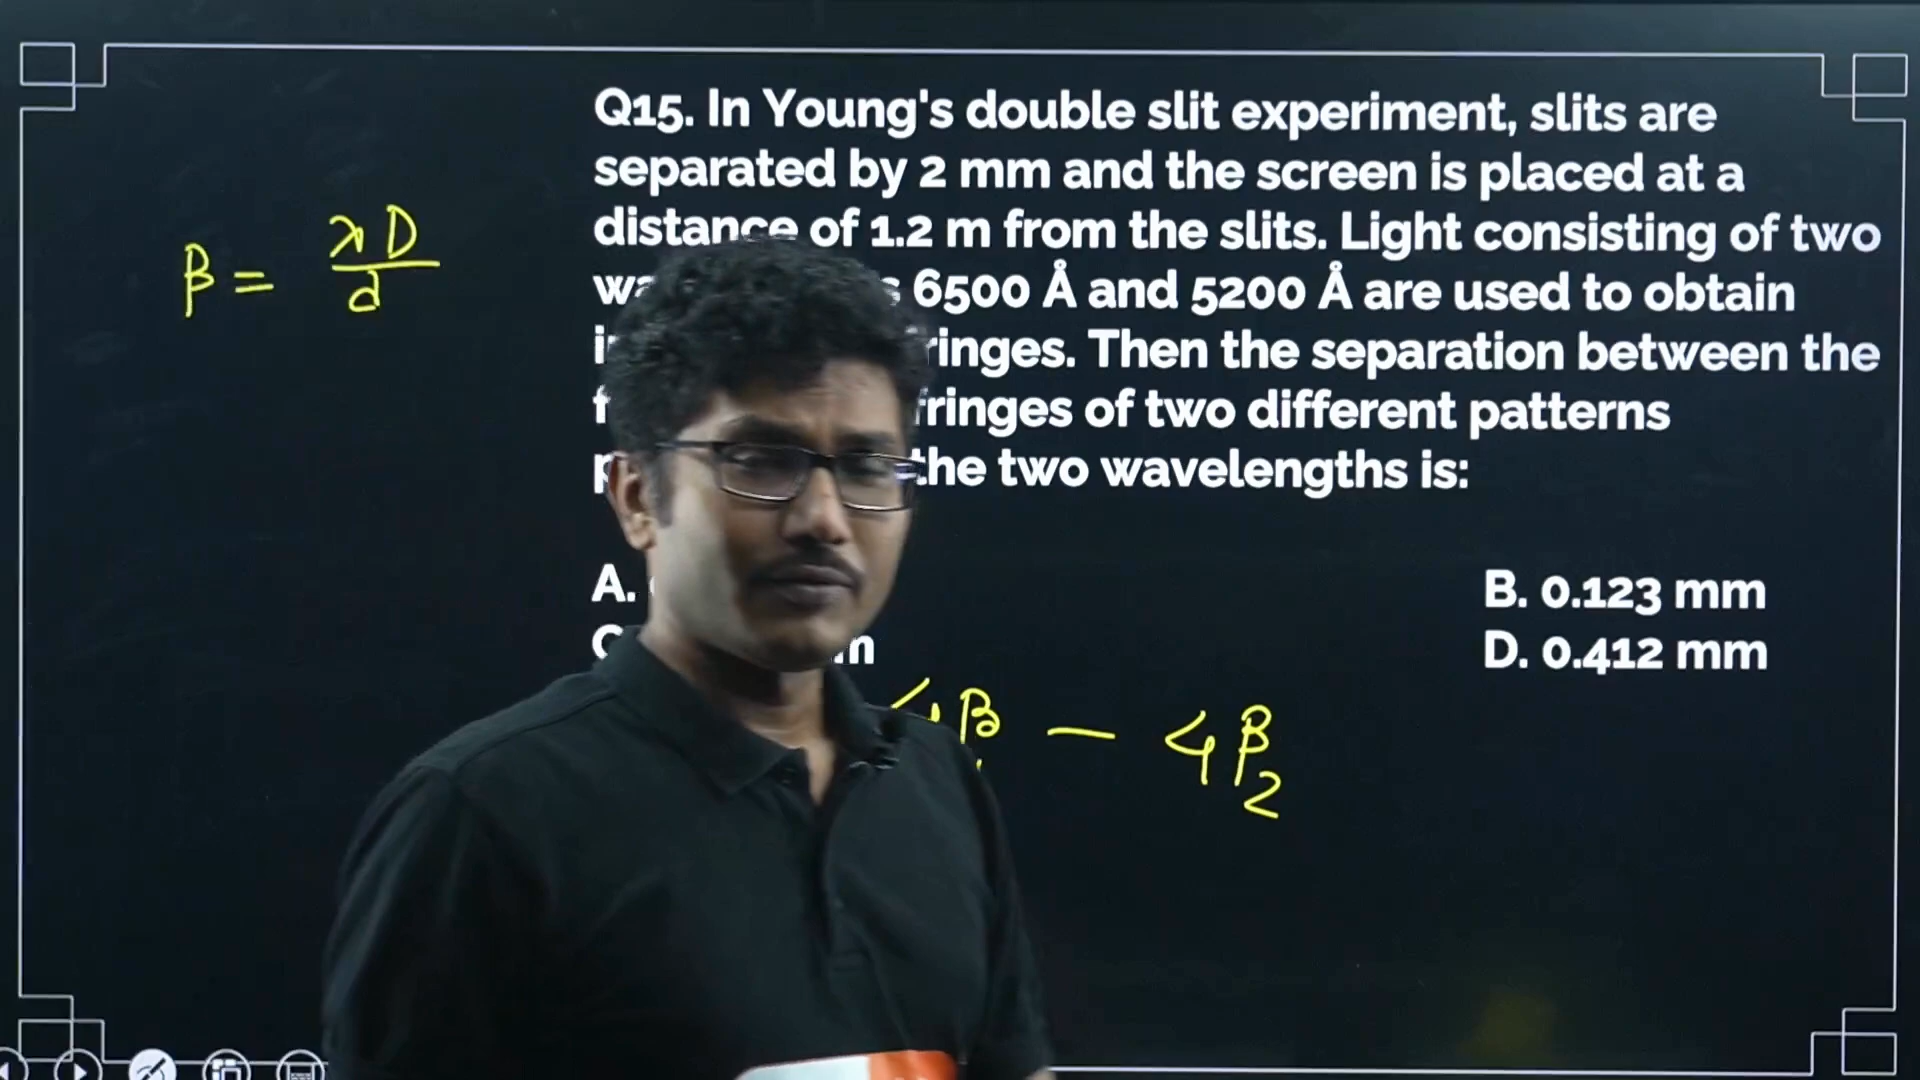 Q15. In Young's double slit experiment, slits are
separated by 2 mm and the screen is placed at a
distance of 1.2 m from the slits. Light consisting of two
6500 Å and 5200 Å are used to obtain
Then the separation between the
of two different patterns
the two wavelengths is:
A.
B. 0.123 mm
D. 0.412 mm
β = λD/d
4β₁ — 4β₂